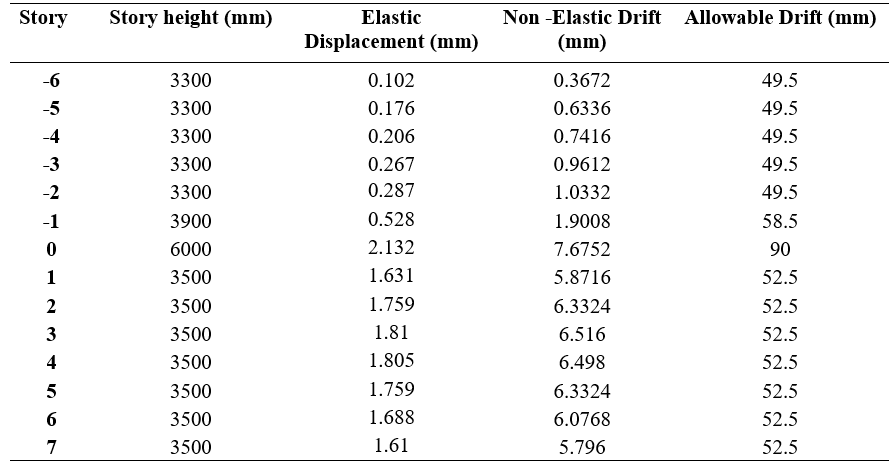 Story Story height (mm) Elastic Displacement (mm) Non -Elastic Drift (mm) Allowable Drift (mm)
-6 3300 0.102 0.3672 49.5
-5 3300 0.176 0.6336 49.5
-4 3300 0.206 0.7416 49.5
-3 3300 0.267 0.9612 49.5
-2 3300 0.287 1.0332 49.5
-1 3900 0.528 1.9008 58.5
0 6000 2.132 7.6752 90
1 3500 1.631 5.8716 52.5
2 3500 1.759 6.3324 52.5
3 3500 1.81 6.516 52.5
4 3500 1.805 6.498 52.5
5 3500 1.759 6.3324 52.5
6 3500 1.688 6.0768 52.5
7 3500 1.61 5.796 52.5